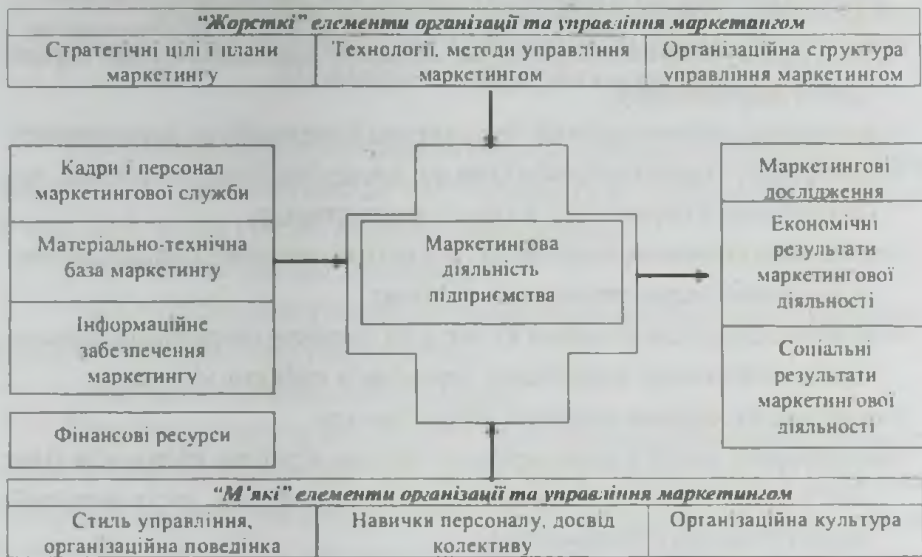 “Жорсткі” елементи організації та управління маркетангом
Стратегічні цілі і плани
маркетингу
Технології, методи управління
маркетингом
Організаційна структура
управління маркетингом
Кадри і персонал
маркетингової служби
Матеріально-технічна
база маркетингу
Інформаційне
забезпечення
маркетингу
Фінансові ресурси
Маркетингова
діяльність
підприємства
Маркетингові
дослідження
Економічні
результати
маркетингової
діяльності
Соціальні
результати
маркетингової
діяльності
“М'які” елементи організації та управління маркетингом
Стиль управління,
організаційна поведінка
Навички персоналу, досвід
колективу
Організаційна культура